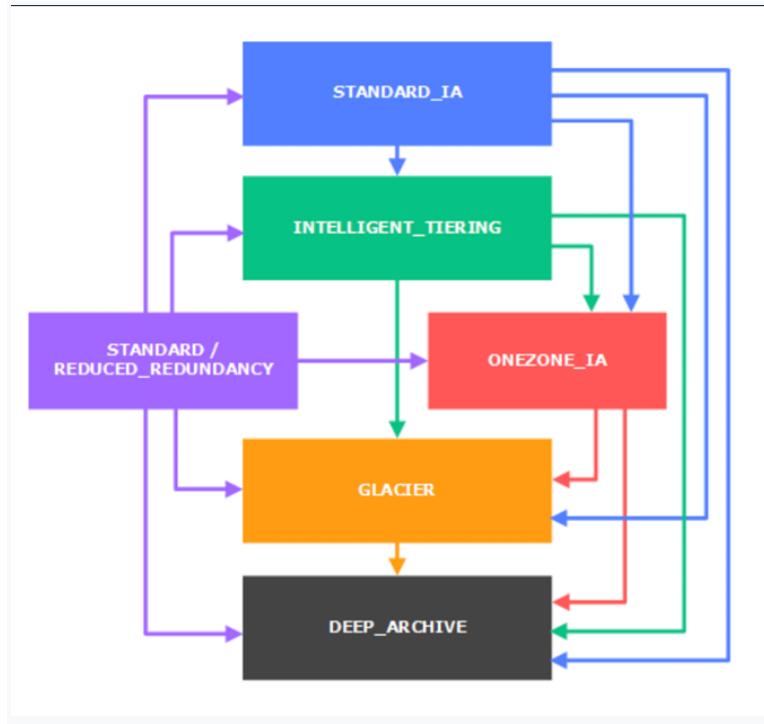 STANDARD_IA
INTELLIGENT_TIERING
STANDARD /
REDUCED_REDUNDANCY
ONEZONE_IA
GLACIER
DEEP_ARCHIVE